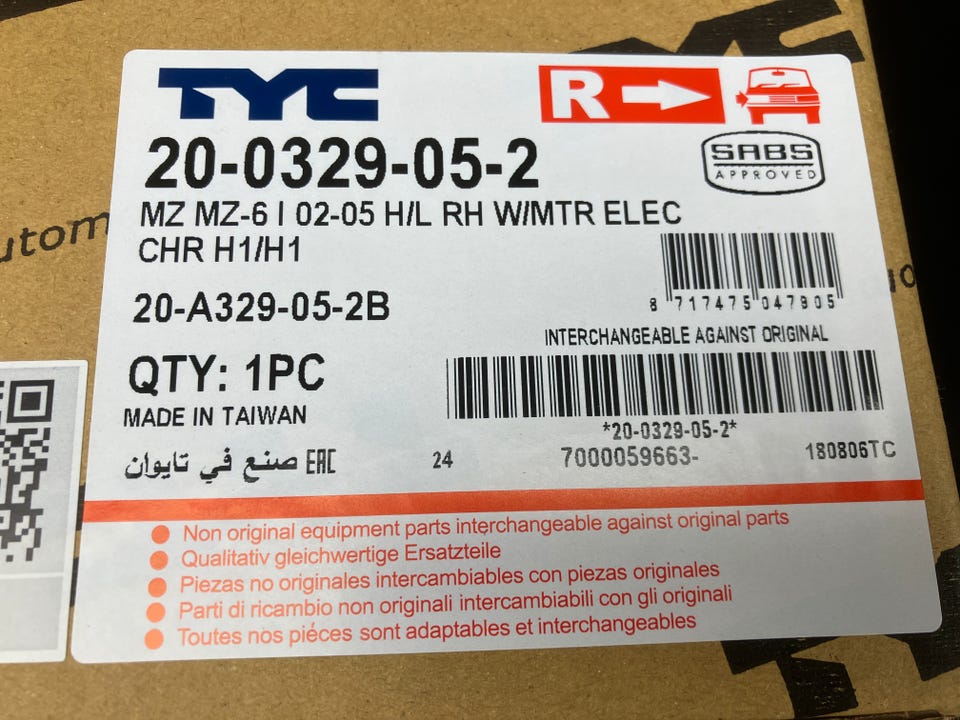 TYC
R
20-0329-05-2
SABS
APPROVED
MZ MZ-6 I 02-05 H/L RH W/MTR ELEC
CHR H1/H1
8 717475 047905
20-A329-05-2B
INTERCHANGEABLE AGAINST ORIGINAL
QTY: 1PC
*20-0329-05-2*
MADE IN TAIWAN
صنع في تايوان EAC 24 7000059663- 180806TC
Non original equipment parts interchangeable against original parts
Qualitativ gleichwertige Ersatzteile
Piezas no originales intercambiables con piezas originales
Parti di ricambio non originali intercambiabili con gli originali
Toutes nos piéces sont adaptables et interchangeables
utom